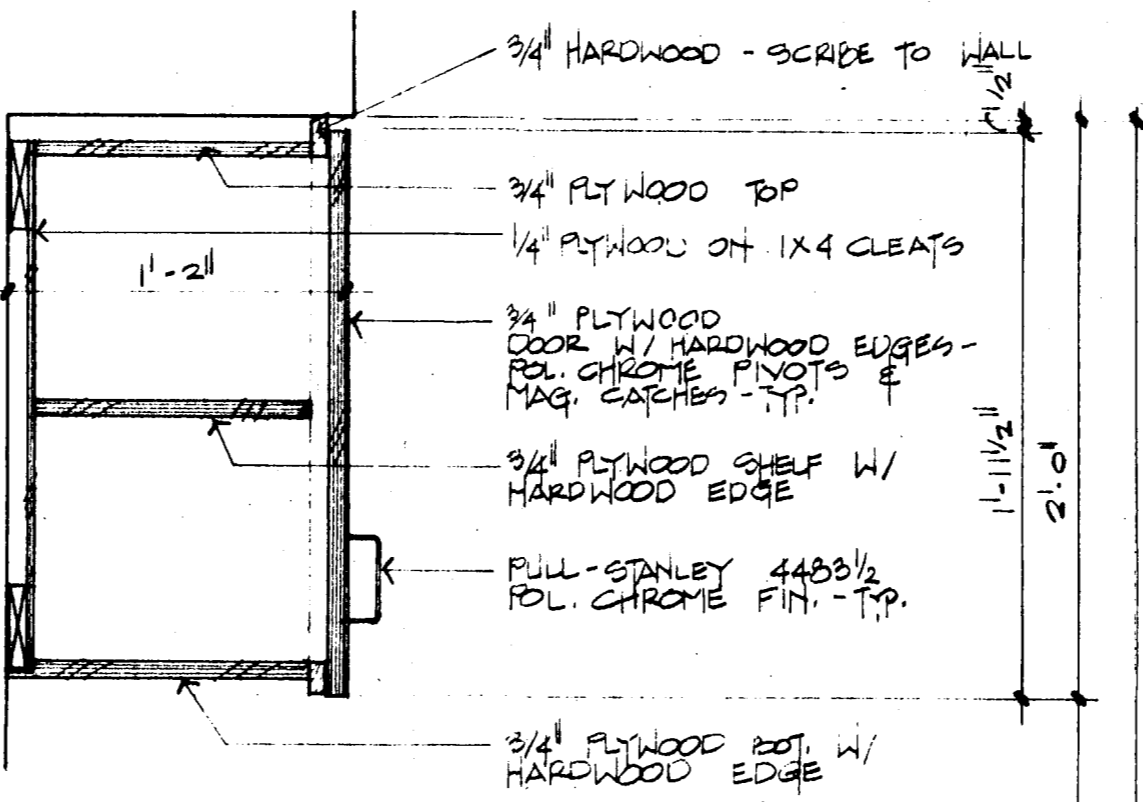 3/4" HARDWOOD - SCRIBE TO WALL
1/2"
3/4" PLYWOOD TOP
1/4" PLYWOOD ON 1X4 CLEATS
1'-2"
3/4" PLYWOOD
DOOR W/ HARDWOOD EDGES-
POL. CHROME PIVOTS &
MAG. CATCHES - TYP.
3/4" PLYWOOD SHELF W/
HARDWOOD EDGE
1'-11 1/2"
2'-0"
PULL - STANLEY 4483 1/2
POL. CHROME FIN. - TYP.
3/4" PLYWOOD BOT. W/
HARDWOOD EDGE